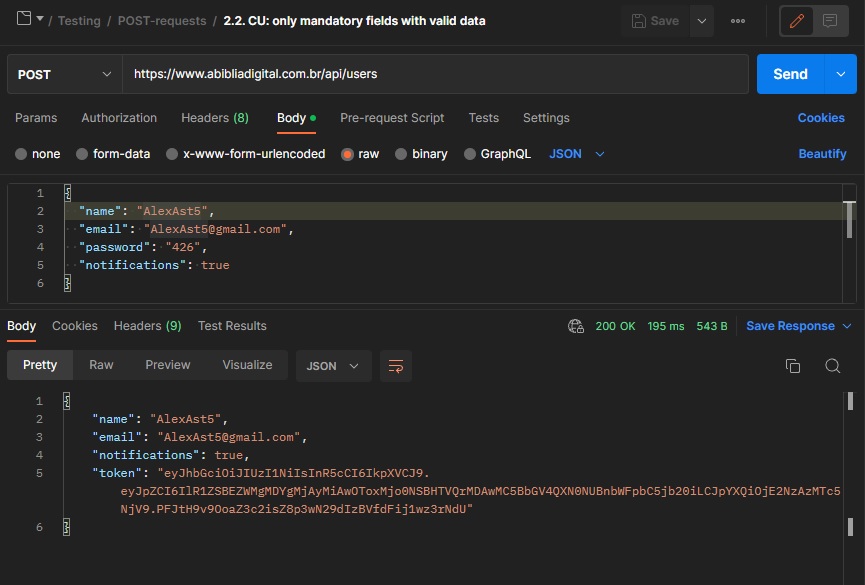 / Testing / POST-requests / 2.2. CU: only mandatory fields with valid data
Save
POST
https://www.abibliadigital.com.br/api/users
Send
Params Authorization Headers (8) Body Pre-request Script Tests Settings Cookies
none form-data x-www-form-urlencoded raw binary GraphQL JSON Beautify
1 {
2 "name": "AlexAst5",
3 "email": "AlexAst5@gmail.com",
4 "password": "426",
5 "notifications": true
6 }
Body Cookies Headers (9) Test Results 200 OK 195 ms 543 B Save Response
Pretty Raw Preview Visualize JSON
1 {
2 "name": "AlexAst5",
3 "email": "AlexAst5@gmail.com",
4 "notifications": true,
5 "token": "eyJhbGciOiJIUzI1NiIsInR5cCI6IkpXVCJ9.
eyJpZCI6IlR1ZSBEZWMgMDYgMjAyMiAwOToxMjo0NSBHTVQrMDAwMC5BbGV4QXN0NUBnbWFpbC5jb20iLCJpYXQiOjE2NzAzMTc5
NjV9.PFJtH9v9OoaZ3c2isZ8p3wN29dIzBVfdFij1wz3rNdU"
6 }